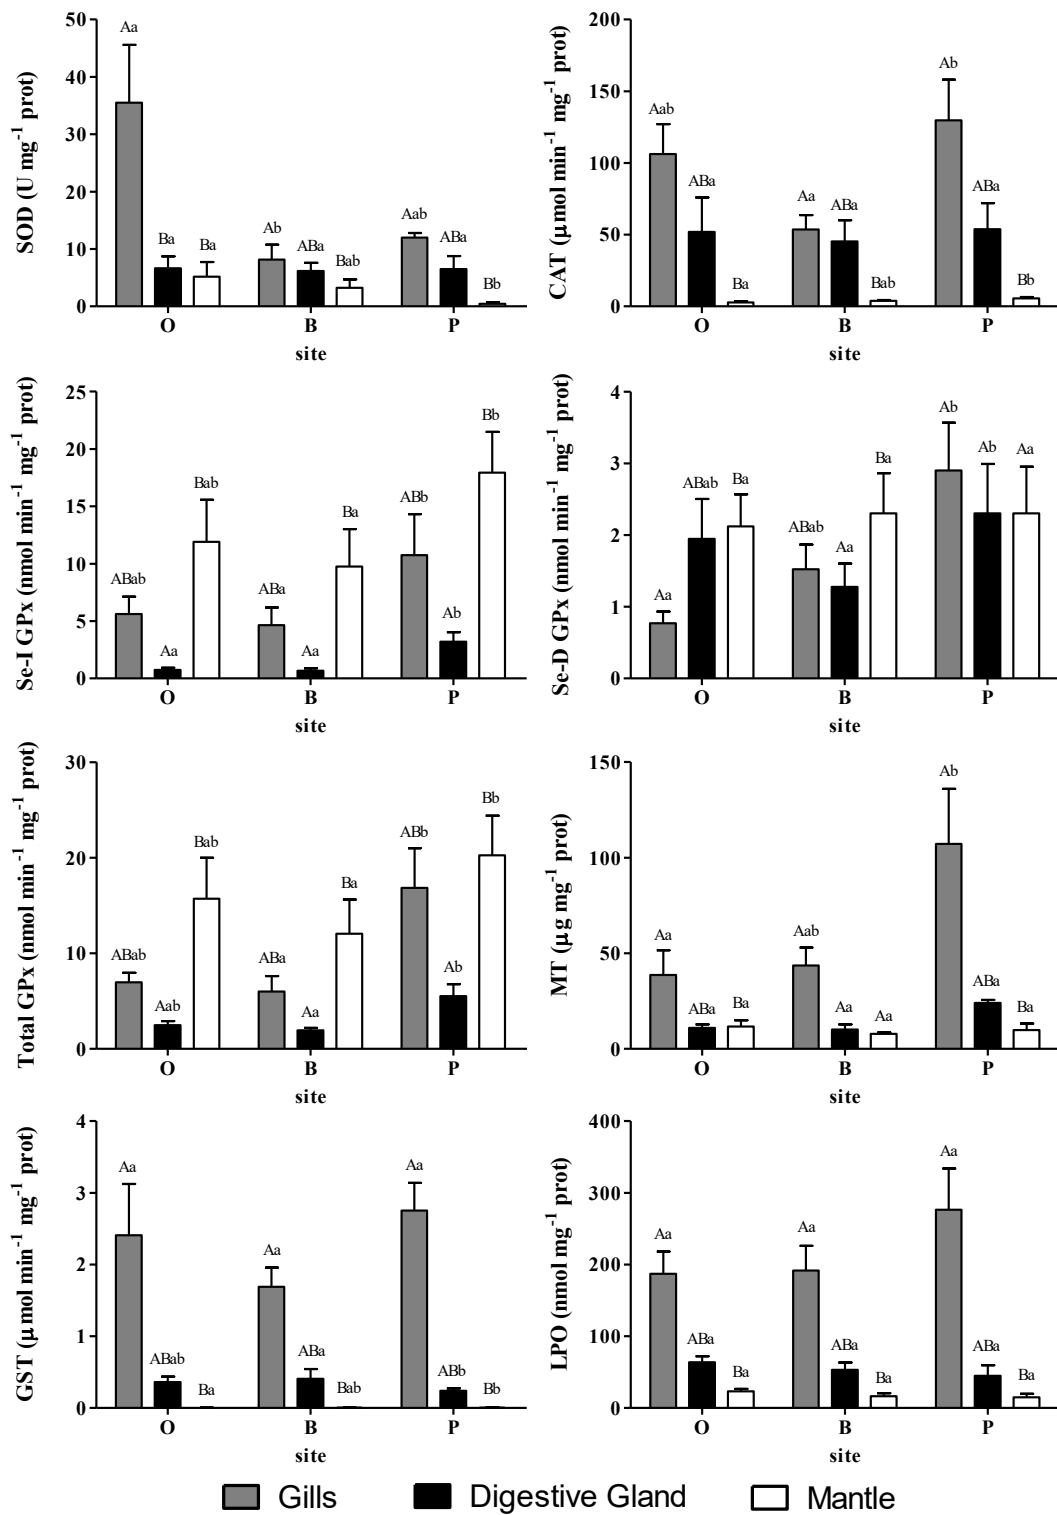 SOD (U mg⁻¹ prot)
50
40
30
20
10
0
Aa
Ba
Ba
Ab
ABa
Bab
Aab
ABa
Bb
O B P
site
CAT (μmol min⁻¹ mg⁻¹ prot)
200
150
100
50
0
Aab
ABa
Ba
Aa
ABa
Bab
Ab
ABa
Bb
O B P
site
Se-I GPx (nmol min⁻¹ mg⁻¹ prot)
25
20
15
10
5
0
ABab
Aa
Bab
ABa
Aa
Ba
ABb
Ab
Bb
O B P
site
Se-D GPx (nmol min⁻¹ mg⁻¹ prot)
4
3
2
1
0
Aa
ABab
Ba
ABab
Aa
Ba
Ab
Ab
Aa
O B P
site
Total GPx (nmol min⁻¹ mg⁻¹ prot)
30
20
10
0
ABab
Aab
Bab
ABa
Aa
Ba
ABb
Ab
Bb
O B P
site
MT (μg mg⁻¹ prot)
150
100
50
0
Aa
ABa
Ba
Aab
Aa
Aa
Ab
ABa
Ba
O B P
site
GST (μmol min⁻¹ mg⁻¹ prot)
4
3
2
1
0
Aa
ABab
Ba
Aa
ABa
Bab
Aa
ABb
Bb
O B P
site
LPO (nmol mg⁻¹ prot)
400
300
200
100
0
Aa
ABa
Ba
Aa
ABa
Ba
Aa
ABa
Ba
O B P
site
Gills Digestive Gland Mantle